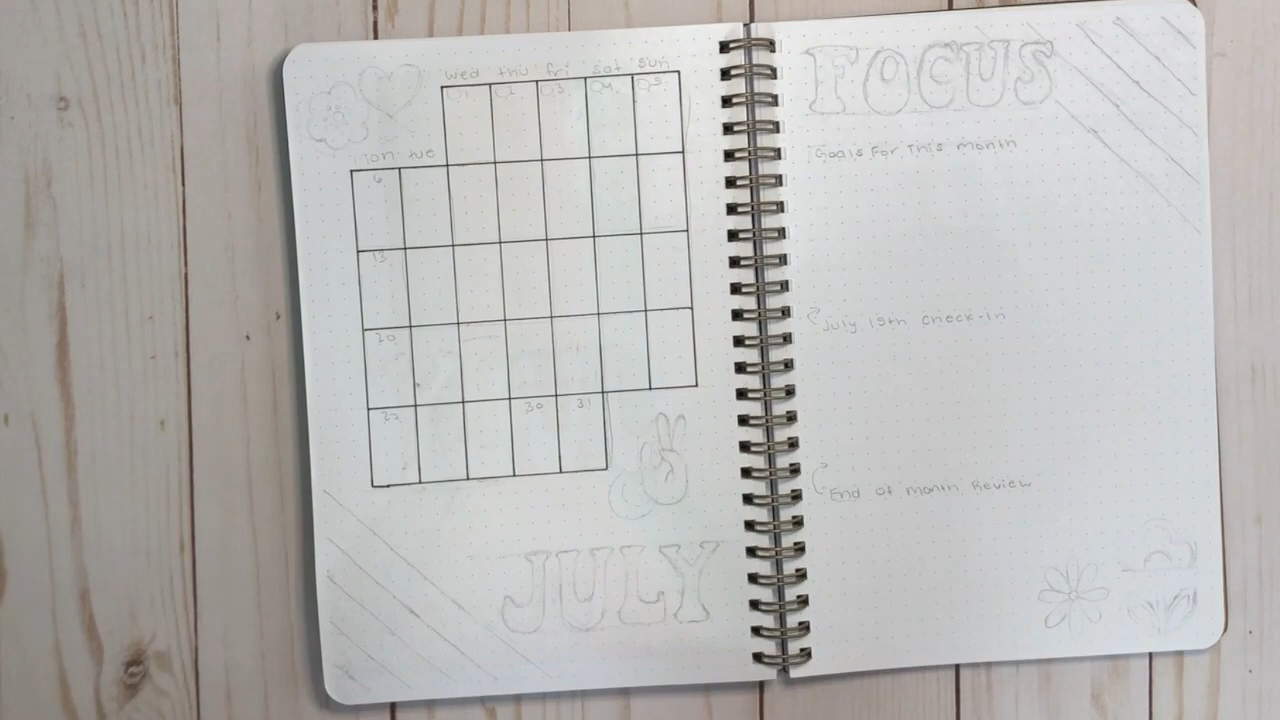 wed thu fri sat sun
01 02 03 04 05
mon tue
6
13
20
27 30 31
JULY
FOCUS
Goals For This month
July 15th check-in
End of month Review